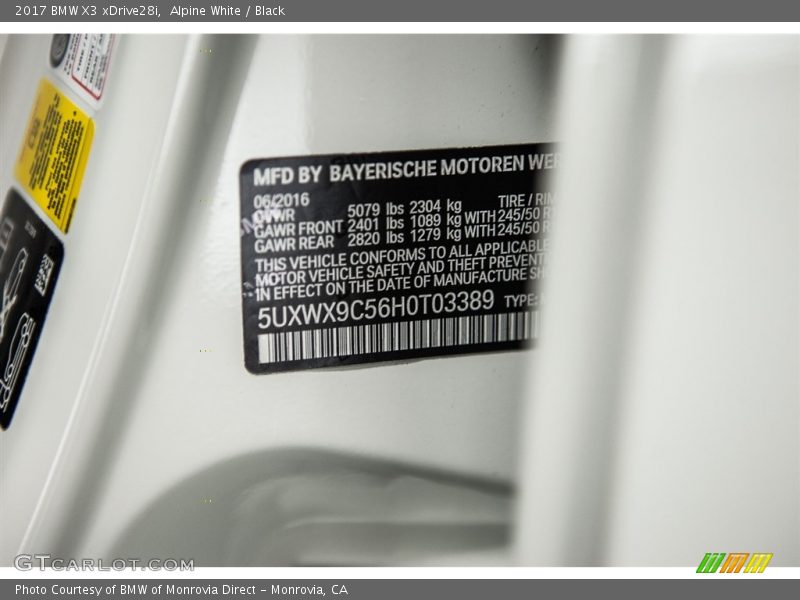 2017 BMW X3 xDrive28i,  Alpine White / Black
MFD BY BAYERISCHE MOTOREN WER
06/2016
GVWR 5079 lbs 2304 kg TIRE / RIM
GAWR FRONT 2401 lbs 1089 kg WITH 245/50 R
GAWR REAR 2820 lbs 1279 kg WITH 245/50 R
THIS VEHICLE CONFORMS TO ALL APPLICABLE
MOTOR VEHICLE SAFETY AND THEFT PREVENT
IN EFFECT ON THE DATE OF MANUFACTURE SH
5UXWX9C56H0T03389 TYPE:
GTCARLOT.COM
Photo Courtesy of BMW of Monrovia Direct – Monrovia, CA